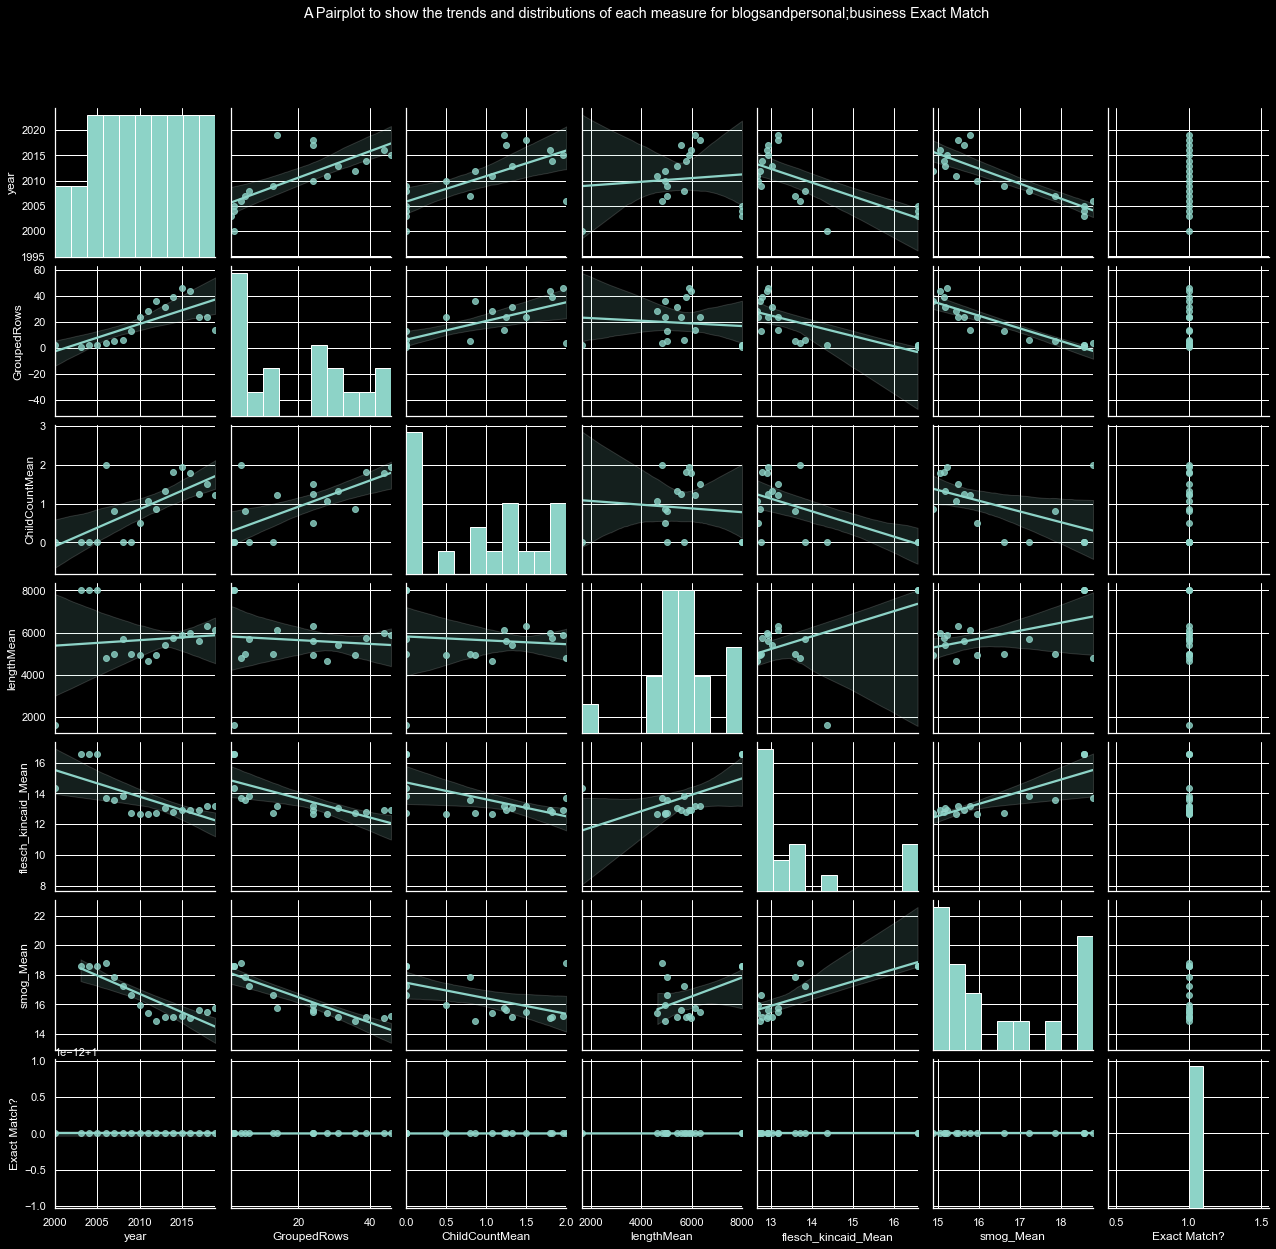 A Pairplot to show the trends and distributions of each measure for blogsandpersonal;business Exact Match
year
2020
2015
2010
2005
2000
1995
GroupedRows
60
40
20
0
−20
−40
ChildCountMean
3
2
1
0
lengthMean
8000
6000
4000
2000
flesch_kincaid_Mean
16
14
12
10
8
smog_Mean
22
20
18
16
14
1e−12+1
Exact Match?
1.0
0.5
0.0
−0.5
−1.0
2000 2005 2010 2015
20 40
0.0 0.5 1.0 1.5 2.0
2000 4000 6000 8000
13 14 15 16
15 16 17 18
0.5 1.0 1.5
year
GroupedRows
ChildCountMean
lengthMean
flesch_kincaid_Mean
smog_Mean
Exact Match?